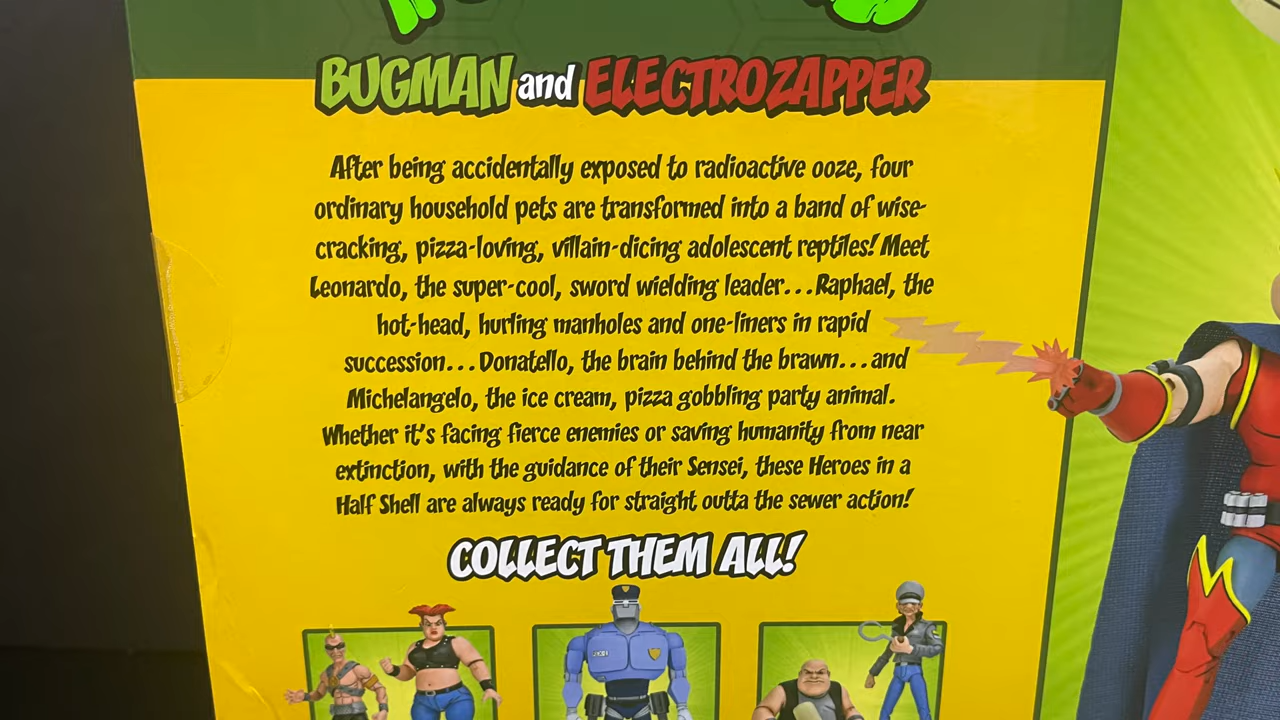 BUGMAN and ELECTROZAPPER
After being accidentally exposed to radioactive ooze, four
ordinary household pets are transformed into a band of wise-
cracking, pizza-loving, villain-dicing adolescent reptiles! Meet
Leonardo, the super-cool, sword wielding leader...Raphael, the
hot-head, hurling manholes and one-liners in rapid
succession...Donatello, the brain behind the brawn...and
Michelangelo, the ice cream, pizza gobbling party animal.
Whether it's facing fierce enemies or saving humanity from near
extinction, with the guidance of their Sensei, these Heroes in a
Half Shell are always ready for straight outta the sewer action!
COLLECT THEM ALL!